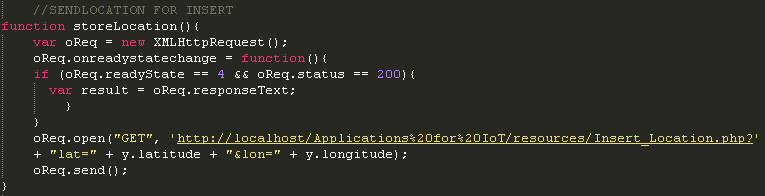 //SENDLOCATION FOR INSERT
function storeLocation(){
var oReq = new XMLHttpRequest();
oReq.onreadystatechange = function(){
if (oReq.readyState == 4 && oReq.status == 200){
var result = oReq.responseText;
}
}
oReq.open("GET", 'http://localhost/Applications%20for%20IoT/resources/Insert_Location.php?'
+ "lat=" + y.latitude + "&lon=" + y.longitude);
oReq.send();
}